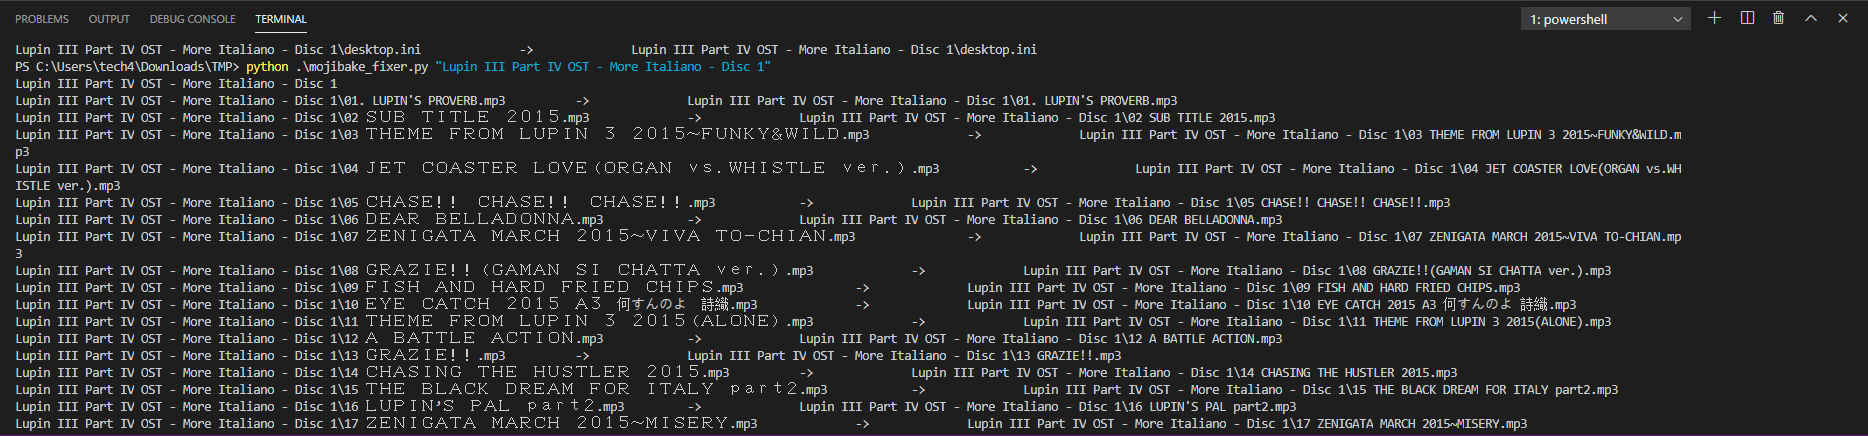 PROBLEMS OUTPUT DEBUG CONSOLE TERMINAL 1: powershell
Lupin III Part IV OST - More Italiano - Disc 1\desktop.ini -> Lupin III Part IV OST - More Italiano - Disc 1\desktop.ini
PS C:\Users\tech4\Downloads\TMP> python .\mojibake_fixer.py "Lupin III Part IV OST - More Italiano - Disc 1"
Lupin III Part IV OST - More Italiano - Disc 1
Lupin III Part IV OST - More Italiano - Disc 1\01. LUPIN'S PROVERB.mp3 -> Lupin III Part IV OST - More Italiano - Disc 1\01. LUPIN'S PROVERB.mp3
Lupin III Part IV OST - More Italiano - Disc 1\02 ＳＵＢ　ＴＩＴＬＥ　２０１５.mp3 -> Lupin III Part IV OST - More Italiano - Disc 1\02 SUB TITLE 2015.mp3
Lupin III Part IV OST - More Italiano - Disc 1\03 ＴＨＥＭＥ　ＦＲＯＭ　ＬＵＰＩＮ　３　２０１５～ＦＵＮＫＹ＆ＷＩＬＤ.mp3 -> Lupin III Part IV OST - More Italiano - Disc 1\03 THEME FROM LUPIN 3 2015~FUNKY&WILD.m
p3
Lupin III Part IV OST - More Italiano - Disc 1\04 ＪＥＴ　ＣＯＡＳＴＥＲ　ＬＯＶＥ（ＯＲＧＡＮ　ｖｓ．ＷＨＩＳＴＬＥ　ｖｅｒ．）.mp3 -> Lupin III Part IV OST - More Italiano - Disc 1\04 JET COASTER LOVE(ORGAN vs.WH
ISTLE ver.).mp3
Lupin III Part IV OST - More Italiano - Disc 1\05 ＣＨＡＳＥ！！　ＣＨＡＳＥ！！　ＣＨＡＳＥ！！.mp3 -> Lupin III Part IV OST - More Italiano - Disc 1\05 CHASE!! CHASE!! CHASE!!.mp3
Lupin III Part IV OST - More Italiano - Disc 1\06 ＤＥＡＲ　ＢＥＬＬＡＤＯＮＮＡ.mp3 -> Lupin III Part IV OST - More Italiano - Disc 1\06 DEAR BELLADONNA.mp3
Lupin III Part IV OST - More Italiano - Disc 1\07 ＺＥＮＩＧＡＴＡ　ＭＡＲＣＨ　２０１５～ＶＩＶＡ　ＴＯ－ＣＨＩＡＮ.mp3 -> Lupin III Part IV OST - More Italiano - Disc 1\07 ZENIGATA MARCH 2015~VIVA TO-CHIAN.mp
3
Lupin III Part IV OST - More Italiano - Disc 1\08 ＧＲＡＺＩＥ！！（ＧＡＭＡＮ　ＳＩ　ＣＨＡＴＴＡ　ｖｅｒ．）.mp3 -> Lupin III Part IV OST - More Italiano - Disc 1\08 GRAZIE!!(GAMAN SI CHATTA ver.).mp3
Lupin III Part IV OST - More Italiano - Disc 1\09 ＦＩＳＨ　ＡＮＤ　ＨＡＲＤ　ＦＲＩＥＤ　ＣＨＩＰＳ.mp3 -> Lupin III Part IV OST - More Italiano - Disc 1\09 FISH AND HARD FRIED CHIPS.mp3
Lupin III Part IV OST - More Italiano - Disc 1\10 ＥＹＥ　ＣＡＴＣＨ　２０１５　Ａ３　何すんのよ　詩織.mp3 -> Lupin III Part IV OST - More Italiano - Disc 1\10 EYE CATCH 2015 A3 何すんのよ 詩織.mp3
Lupin III Part IV OST - More Italiano - Disc 1\11 ＴＨＥＭＥ　ＦＲＯＭ　ＬＵＰＩＮ　３　２０１５（ＡＬＯＮＥ）.mp3 -> Lupin III Part IV OST - More Italiano - Disc 1\11 THEME FROM LUPIN 3 2015(ALONE).mp3
Lupin III Part IV OST - More Italiano - Disc 1\12 Ａ　ＢＡＴＴＬＥ　ＡＣＴＩＯＮ.mp3 -> Lupin III Part IV OST - More Italiano - Disc 1\12 A BATTLE ACTION.mp3
Lupin III Part IV OST - More Italiano - Disc 1\13 ＧＲＡＺＩＥ！！.mp3 -> Lupin III Part IV OST - More Italiano - Disc 1\13 GRAZIE!!.mp3
Lupin III Part IV OST - More Italiano - Disc 1\14 ＣＨＡＳＩＮＧ　ＴＨＥ　ＨＵＳＴＬＥＲ　２０１５.mp3 -> Lupin III Part IV OST - More Italiano - Disc 1\14 CHASING THE HUSTLER 2015.mp3
Lupin III Part IV OST - More Italiano - Disc 1\15 ＴＨＥ　ＢＬＡＣＫ　ＤＲＥＡＭ　ＦＯＲ　ＩＴＡＬＹ　ｐａｒｔ２.mp3 -> Lupin III Part IV OST - More Italiano - Disc 1\15 THE BLACK DREAM FOR ITALY part2.mp3
Lupin III Part IV OST - More Italiano - Disc 1\16 ＬＵＰＩＮ＇Ｓ　ＰＡＬ　ｐａｒｔ２.mp3 -> Lupin III Part IV OST - More Italiano - Disc 1\16 LUPIN'S PAL part2.mp3
Lupin III Part IV OST - More Italiano - Disc 1\17 ＺＥＮＩＧＡＴＡ　ＭＡＲＣＨ　２０１５～ＭＩＳＥＲＹ.mp3 -> Lupin III Part IV OST - More Italiano - Disc 1\17 ZENIGATA MARCH 2015~MISERY.mp3